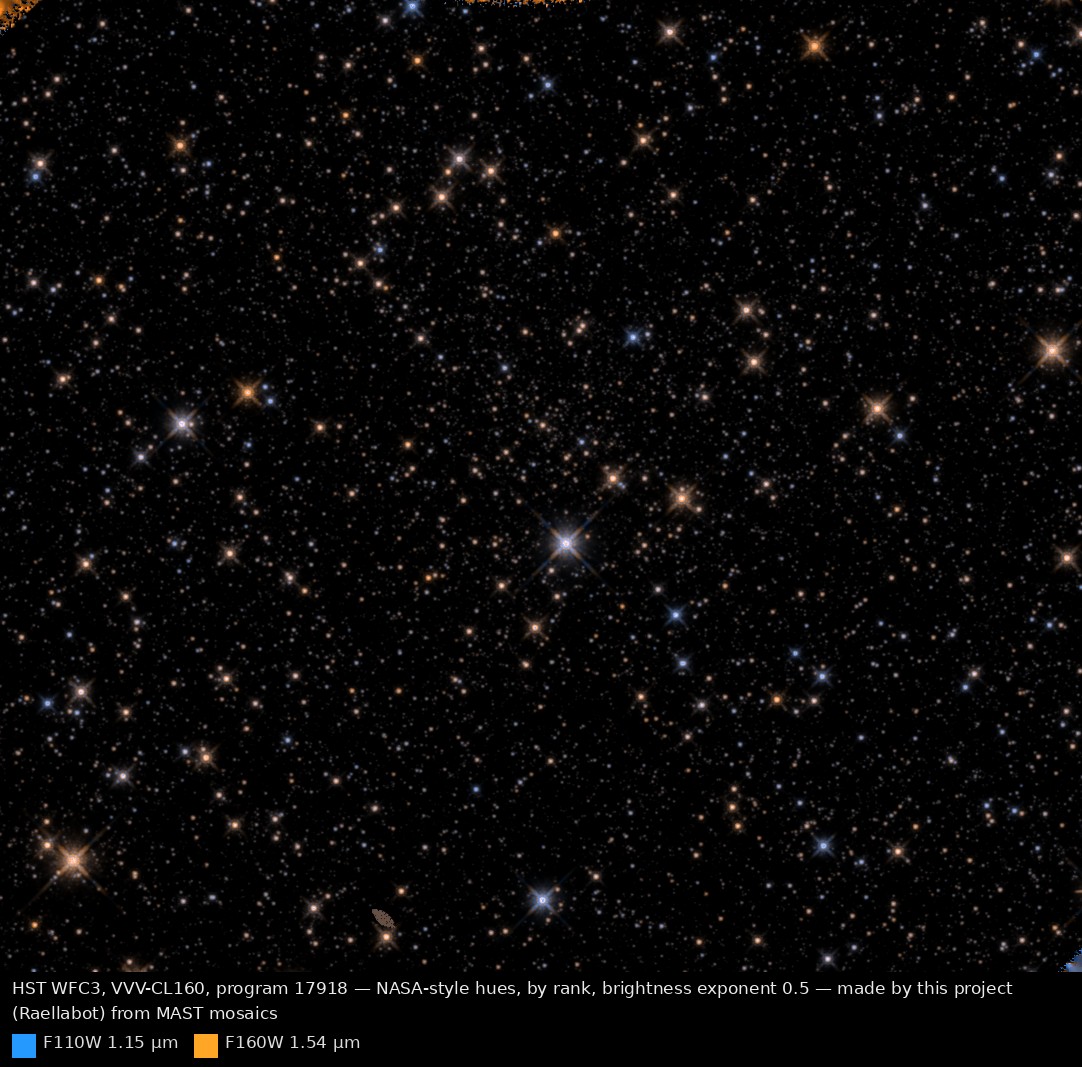 HST WFC3, VVV-CL160, program 17918 — NASA-style hues, by rank, brightness exponent 0.5 — made by this project
(Raellabot) from MAST mosaics
F110W 1.15 µm F160W 1.54 µm